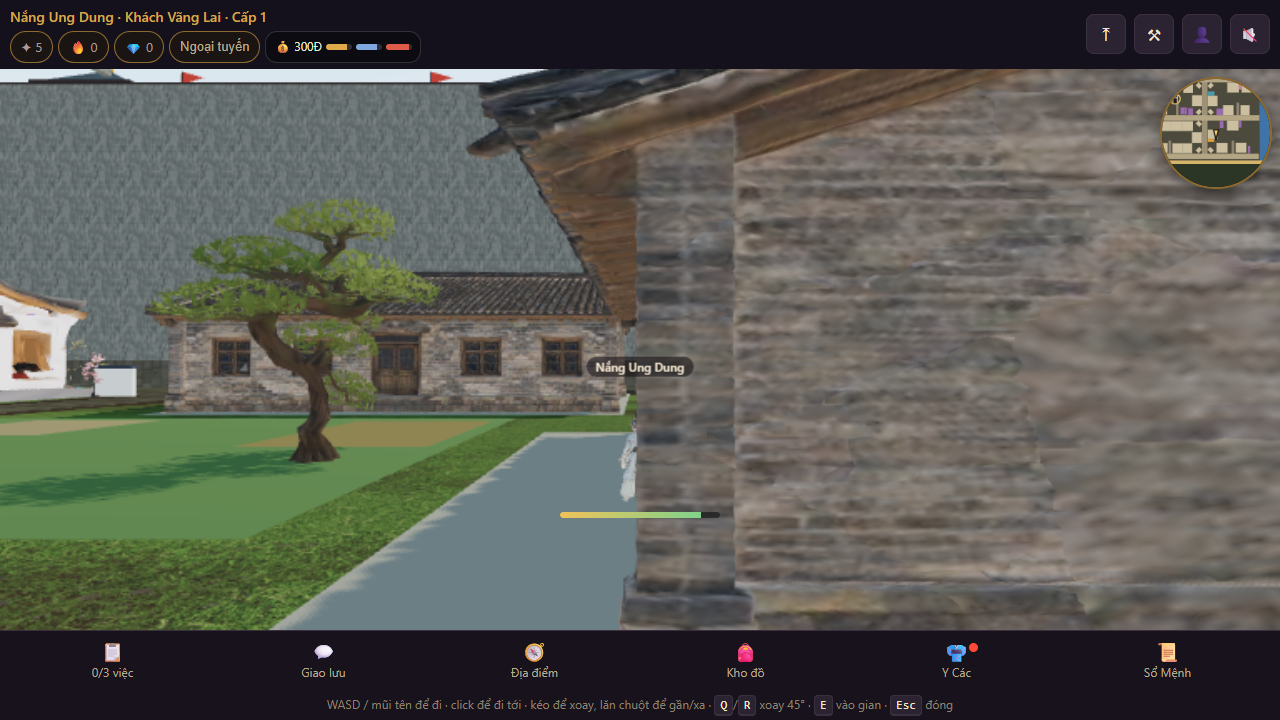 Nắng Ung Dung · Khách Vãng Lai · Cấp 1
5
0
0
Ngoại tuyến
300Đ
Nắng Ung Dung
0/3 việc
Giao lưu
Địa điểm
Kho đồ
Y Các
Sổ Mệnh
WASD / mũi tên để đi · click để đi tới · kéo để xoay, lăn chuột để gần/xa · Q / R xoay 45° · E vào gian · Esc đóng